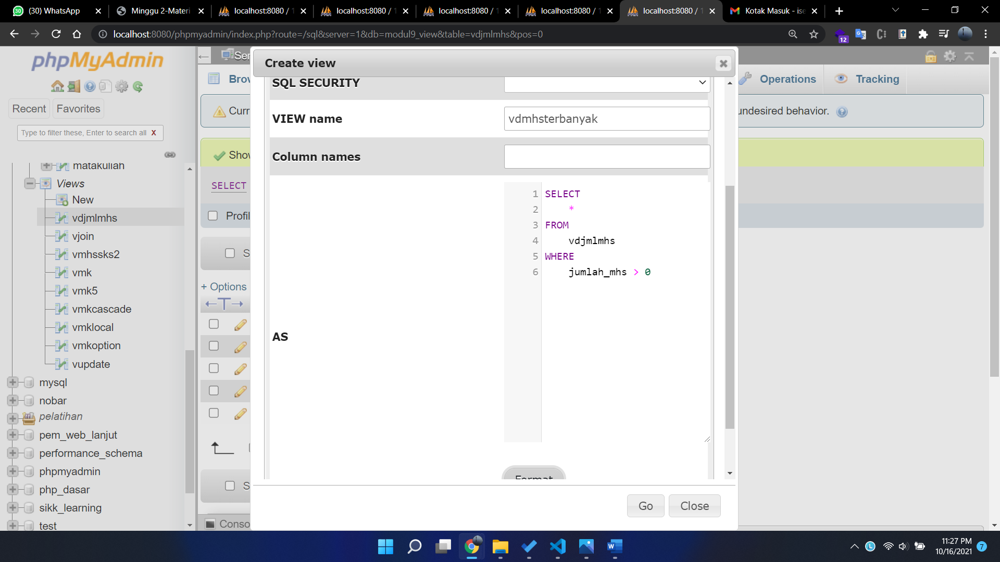 (30) WhatsApp
Minggu 2-Materi
localhost:8080 / 1
localhost:8080 / 1
localhost:8080 / 1
localhost:8080 / 1
localhost:8080 / 1
Kotak Masuk - ise
localhost:8080/phpmyadmin/index.php?route=/sql&server=1&db=modul9_view&table=vdjmlmhs&pos=0
12
phpMyAdmin
Recent
Favorites
Type to filter these, Enter to search all
X
matakuliah
Views
New
vdjmlmhs
vjoin
vmhssks2
vmk
vmk5
vmkcascade
vmklocal
vmkoption
vupdate
mysql
nobar
pelatihan
pem_web_lanjut
performance_schema
phpmyadmin
php_dasar
sikk_learning
test
Ser
Brov
Curr
Shov
SELECT
Profil
S
+ Options
←T→
S
Conso
Operations
Tracking
undesired behavior.
Create view
SQL SECURITY
VIEW name
vdmhsterbanyak
Column names
AS
1 SELECT
2 *
3 FROM
4 vdjmlmhs
5 WHERE
6 jumlah_mhs > 0
Format
Go
Close
11:27 PM
10/16/2021
7